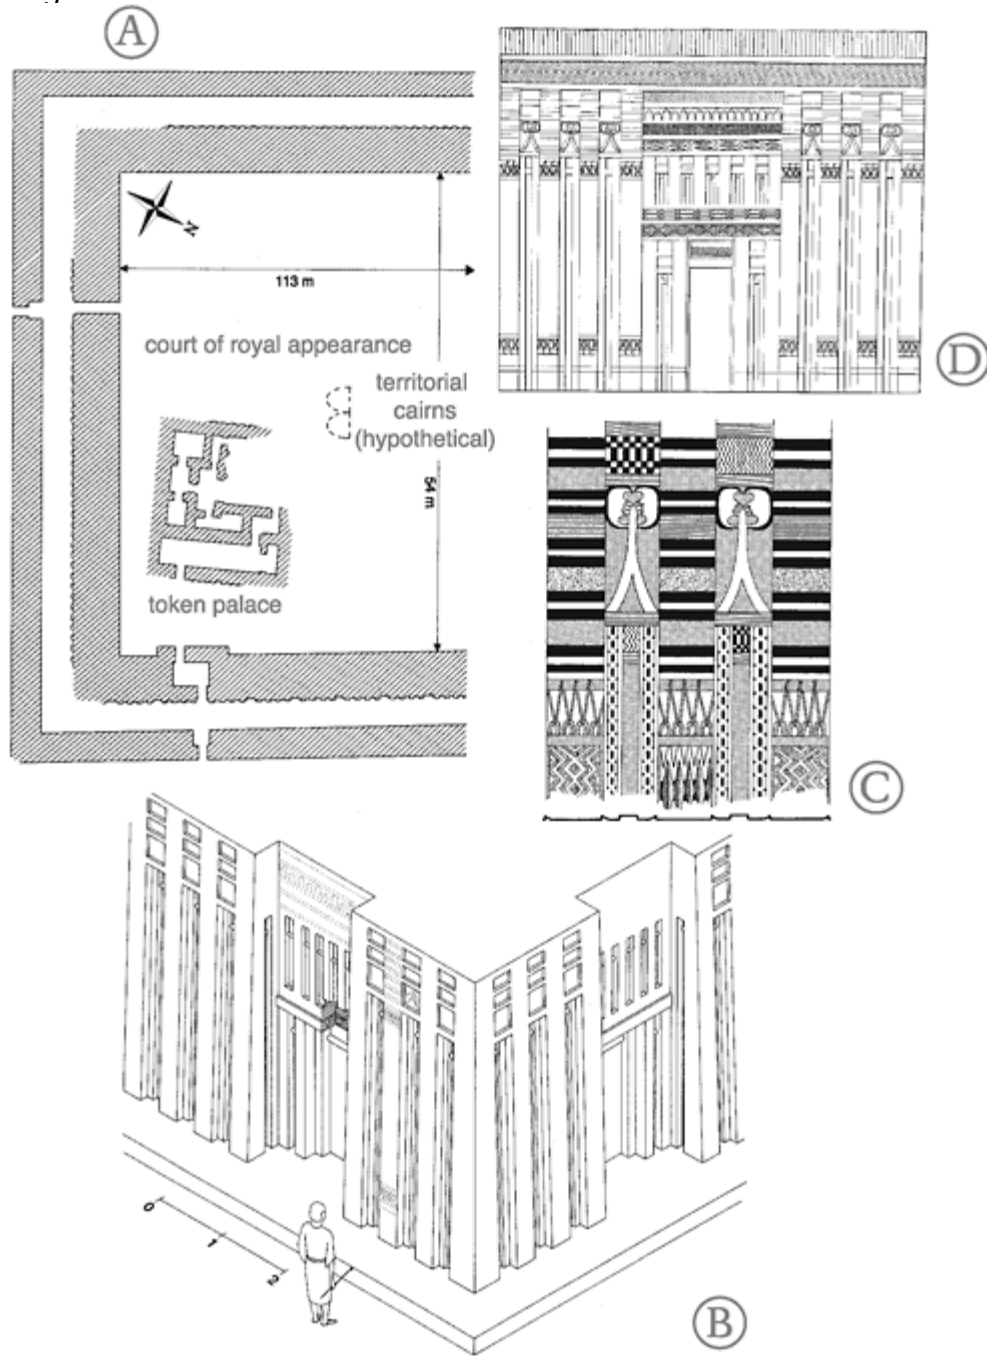 A
N
113 m
court of royal appearance
territorial
cairns
(hypothetical)
54 m
token palace
D
C
0
1
2
B